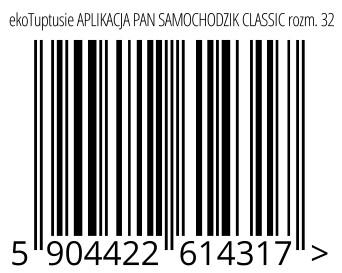 ekoTuptusie APLIKACJA PAN SAMOCHODZIK CLASSIC rozm. 32
5 904422 614317 >